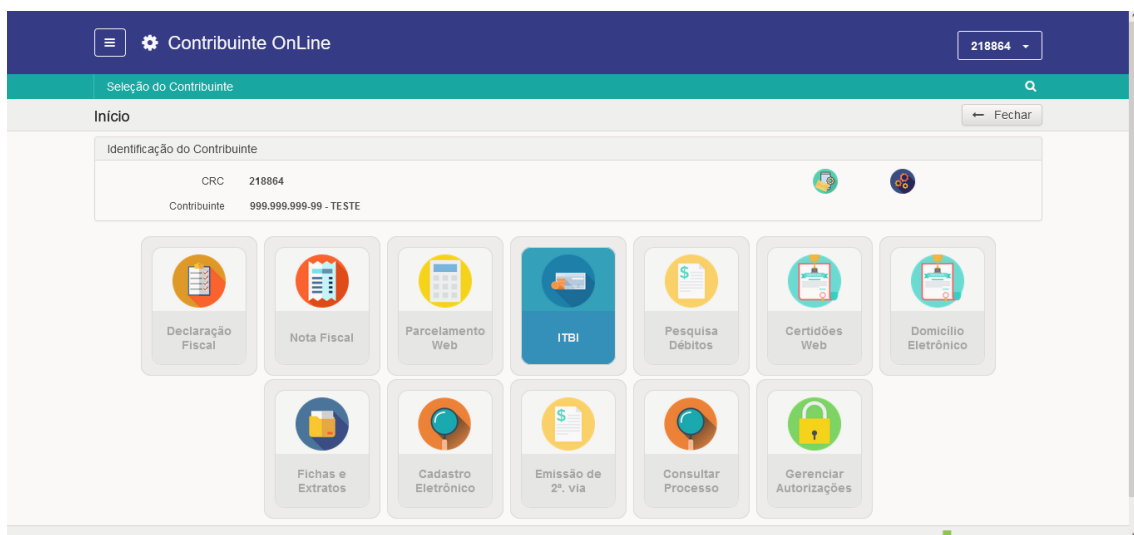 Contribuinte OnLine
218864
Seleção do Contribuinte
Início
← Fechar
Identificação do Contribuinte
CRC 218864
Contribuinte 999.999.999-99 - TESTE
Declaração
Fiscal
Nota Fiscal
Parcelamento
Web
ITBI
$
Pesquisa
Débitos
Certidões
Web
Domicílio
Eletrônico
Fichas e
Extratos
Cadastro
Eletrônico
$
Emissão de
2ª. via
Consultar
Processo
Gerenciar
Autorizações